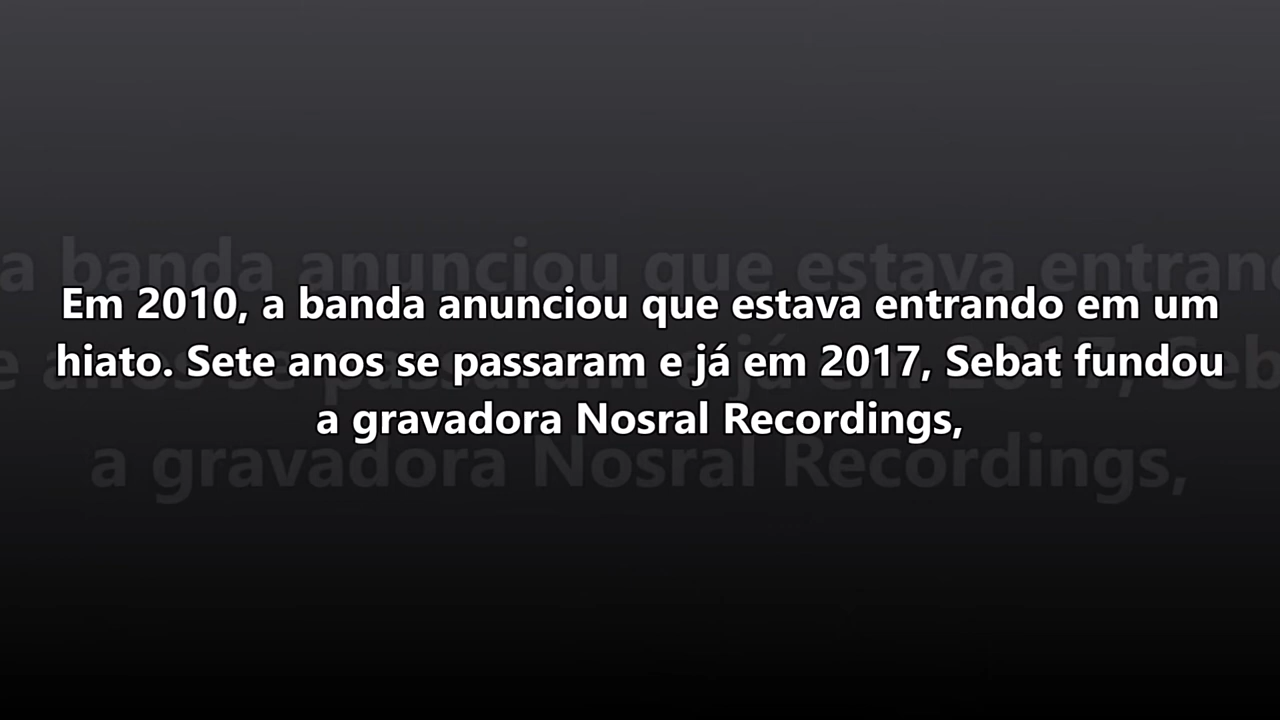 Em 2010, a banda anunciou que estava entrando em um
hiato. Sete anos se passaram e já em 2017, Sebat fundou
a gravadora Nosral Recordings,